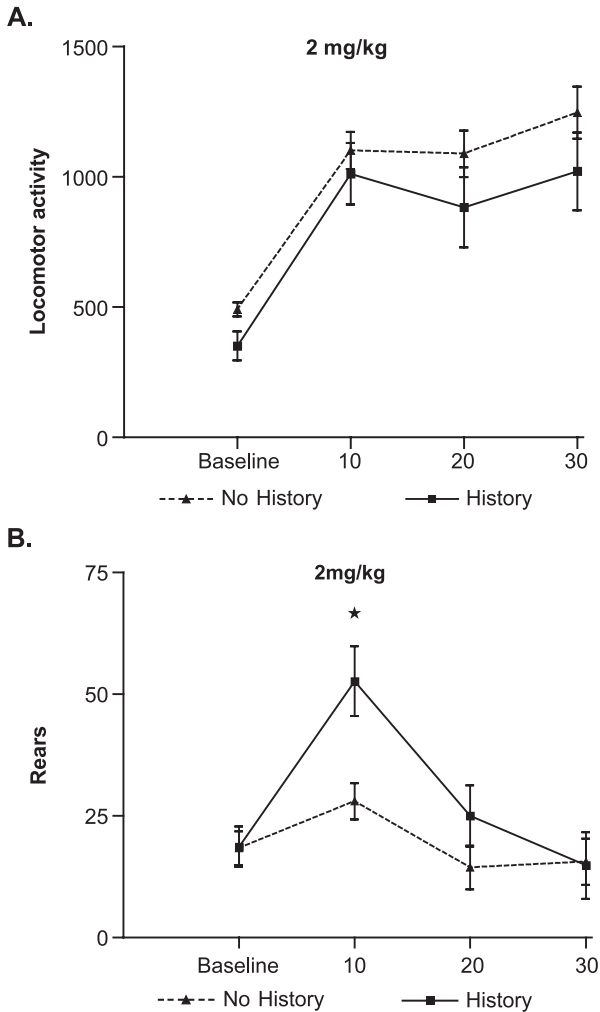 A.
2 mg/kg
1500
1000
500
0
Locomotor activity
Baseline 10 20 30
No History History
B.
2mg/kg
75
50
25
0
Rears
Baseline 10 20 30
No History History